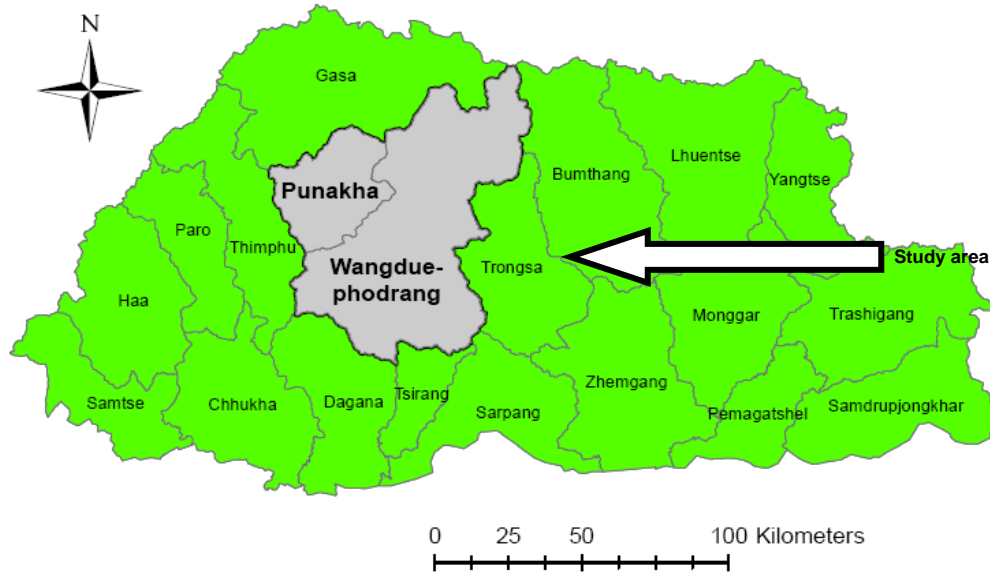 N
Gasa
Lhuentse
Bumthang
Yangtse
Punakha
Paro
Thimphu
Study area
Trongsa
Wangdue-
phodrang
Haa
Monggar
Trashigang
Zhemgang
Samtse
Chhukha
Dagana
Tsirang
Sarpang
Pemagatshel
Samdrupjongkhar
0 25 50 100 Kilometers